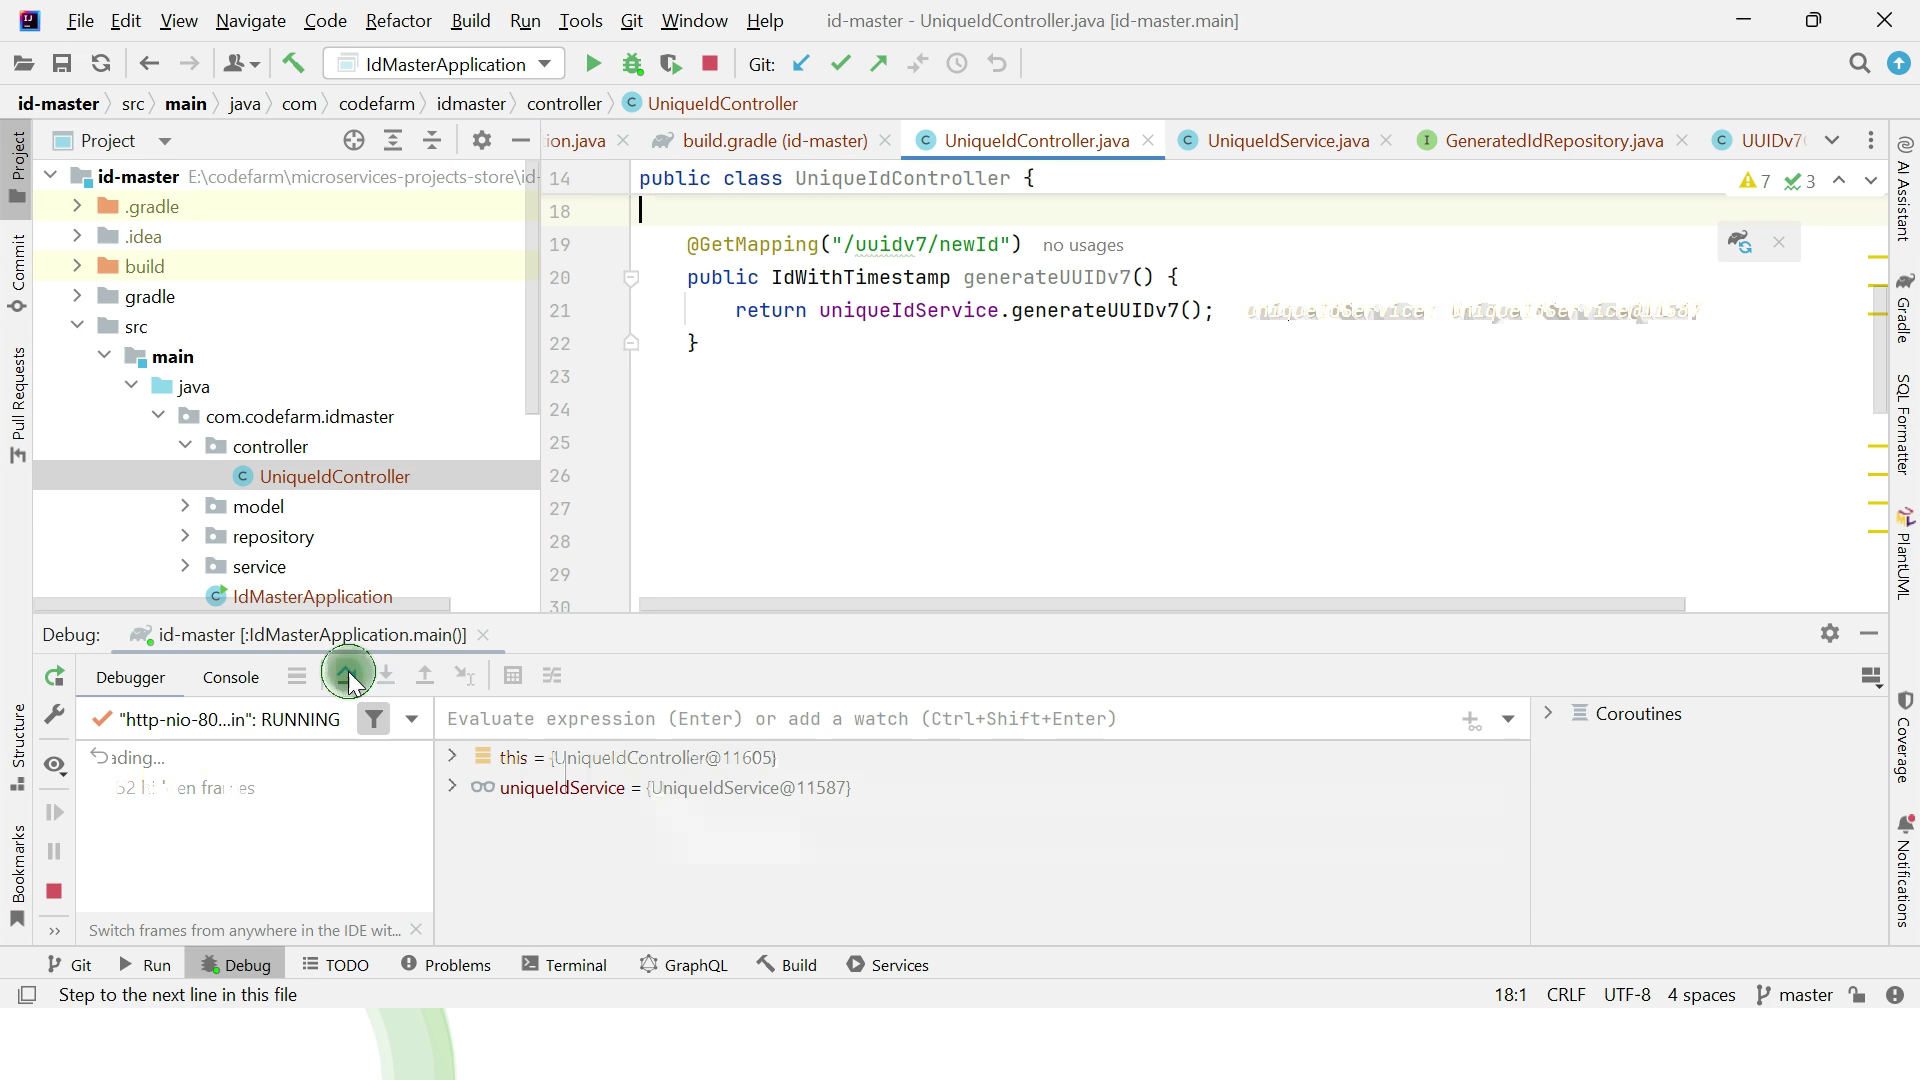 File Edit View Navigate Code Refactor Build Run Tools Git Window Help id-master - UniqueIdController.java [id-master.main]
IdMasterApplication Git:
id-master src main java com codefarm idmaster controller UniqueIdController
Project
ion.java build.gradle (id-master) UniqueIdController.java UniqueIdService.java GeneratedIdRepository.java UUIDv7
id-master E:\codefarm\microservices-projects-store\id-
.gradle
.idea
build
gradle
src
main
java
com.codefarm.idmaster
controller
UniqueIdController
model
repository
service
IdMasterApplication
14 public class UniqueIdController {
7 3
18
19 @GetMapping("/uuidv7/newId") no usages
20 public IdWithTimestamp generateUUIDv7() {
21 return uniqueIdService.generateUUIDv7();
22 }
23
24
25
26
27
28
29
30
Project
Commit
Pull Requests
Structure
Bookmarks
AI Assistant
Gradle
SQL Formatter
PlantUML
Coverage
Notifications
Debug: id-master [:IdMasterApplication.main()]
Debugger Console
"http-nio-80...in": RUNNING
Evaluate expression (Enter) or add a watch (Ctrl+Shift+Enter)
Coroutines
ading...
this = {UniqueIdController@11605}
uniqueIdService = {UniqueIdService@11587}
Switch frames from anywhere in the IDE wit...
Git Run Debug TODO Problems Terminal GraphQL Build Services
Step to the next line in this file 18:1 CRLF UTF-8 4 spaces master